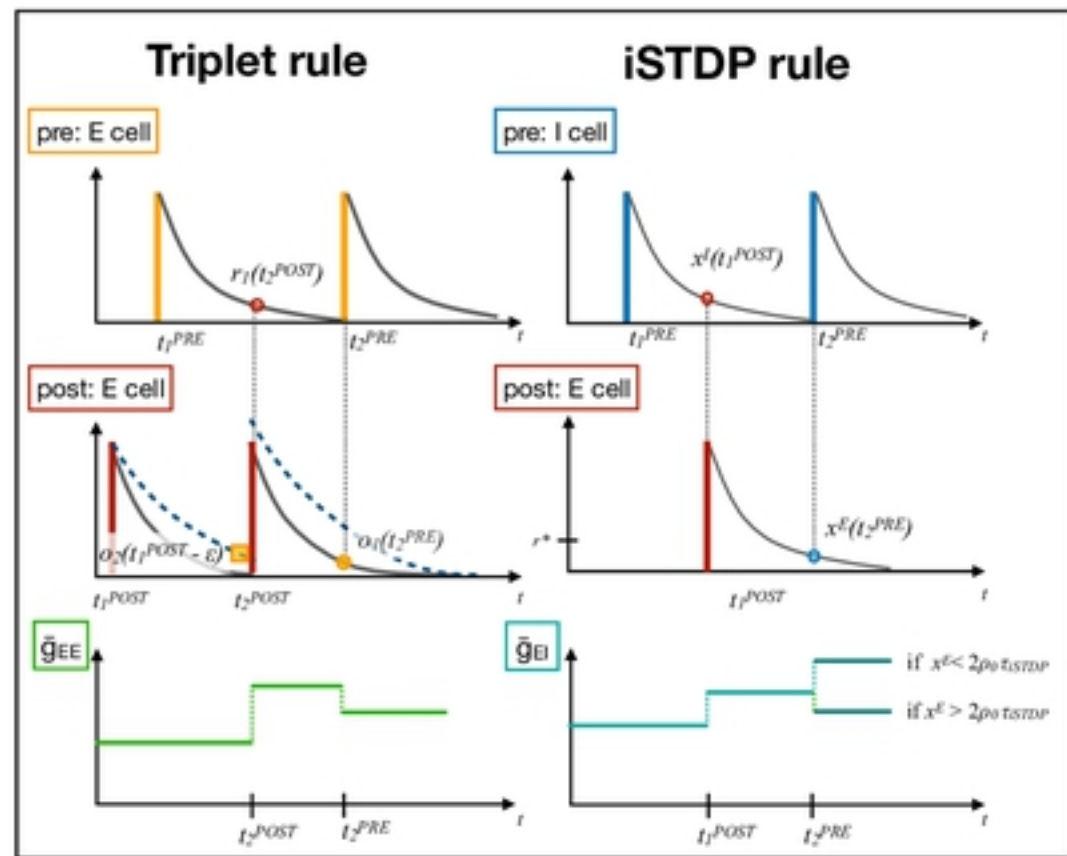 Triplet rule
iSTDP rule
pre: E cell
pre: I cell
r₁(t₂ᴾᴼˢᵀ)
xᴵ(t₁ᴾᴼˢᵀ)
t₁ᴾᴿᴱ
t₂ᴾᴿᴱ
t
t₁ᴾᴿᴱ
t₂ᴾᴿᴱ
t
post: E cell
post: E cell
o₂(t₁ᴾᴼˢᵀ - ε)
o₁(t₂ᴾᴿᴱ)
r*
xᴱ(t₂ᴾᴿᴱ)
t₁ᴾᴼˢᵀ
t₂ᴾᴼˢᵀ
t
t₁ᴾᴼˢᵀ
t
ḡEE
ḡEI
if xᴱ < 2ρ₀ τiSTDP
if xᴱ > 2ρ₀ τiSTDP
t₂ᴾᴼˢᵀ
t₂ᴾᴿᴱ
t
t₁ᴾᴼˢᵀ
t₂ᴾᴿᴱ
t